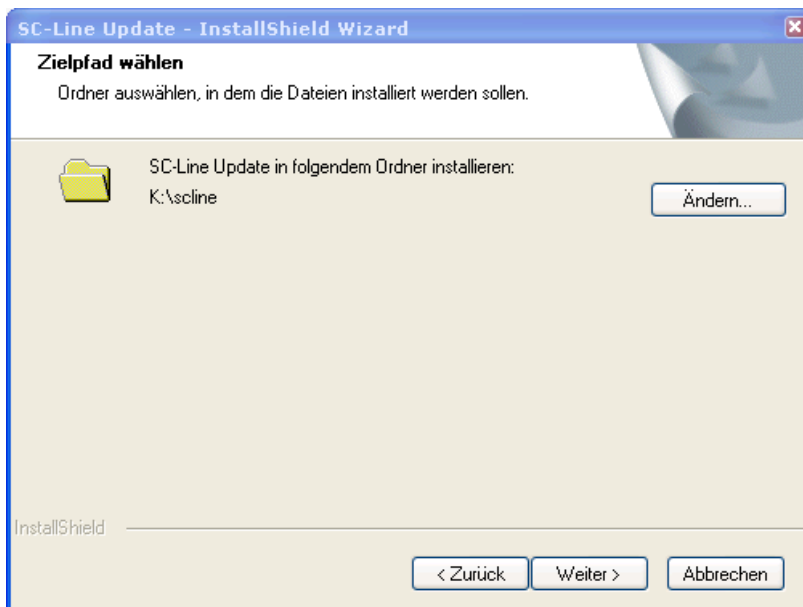 SC-Line Update - InstallShield Wizard
Zielpfad wählen
Ordner auswählen, in dem die Dateien installiert werden sollen.
SC-Line Update in folgendem Ordner installieren:
K:\scline
Ändern...
InstallShield
< Zurück
Weiter >
Abbrechen